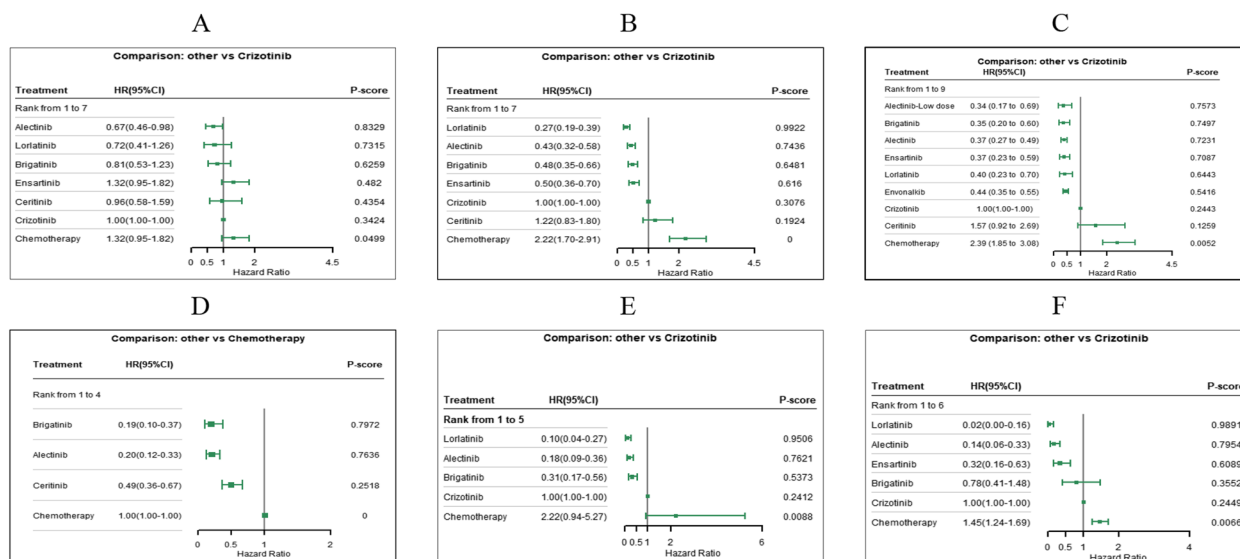 A
Comparison: other vs Crizotinib
Treatment HR(95%CI) P-score
Rank from 1 to 7
Alectinib 0.67(0.46-0.98) 0.8329
Lorlatinib 0.72(0.41-1.26) 0.7315
Brigatinib 0.81(0.53-1.23) 0.6259
Ensartinib 1.32(0.95-1.82) 0.482
Ceritinib 0.96(0.58-1.59) 0.4354
Crizotinib 1.00(1.00-1.00) 0.3424
Chemotherapy 1.32(0.95-1.82) 0.0499
0 0.5 1 4.5
Hazard Ratio
B
Comparison: other vs Crizotinib
Treatment HR(95%CI) P-score
Rank from 1 to 7
Lorlatinib 0.27(0.19-0.39) 0.9922
Alectinib 0.43(0.32-0.58) 0.7436
Brigatinib 0.48(0.35-0.66) 0.6481
Ensartinib 0.50(0.36-0.70) 0.616
Crizotinib 1.00(1.00-1.00) 0.3076
Ceritinib 1.22(0.83-1.80) 0.1924
Chemotherapy 2.22(1.70-2.91) 0
0 0.5 1 4.5
Hazard Ratio
C
Comparison: other vs Crizotinib
Treatment HR(95%CI) P-score
Rank from 1 to 9
Alectinib-Low dose 0.34 (0.17 to 0.69) 0.7573
Brigatinib 0.35 (0.20 to 0.60) 0.7497
Alectinib 0.37 (0.27 to 0.49) 0.7231
Ensartinib 0.37 (0.23 to 0.59) 0.7087
Lorlatinib 0.40 (0.23 to 0.70) 0.6443
Envonalkib 0.44 (0.35 to 0.55) 0.5416
Crizotinib 1.00(1.00-1.00) 0.2443
Ceritinib 1.57 (0.92 to 2.69) 0.1259
Chemotherapy 2.39 (1.85 to 3.08) 0.0052
0 0.5 1 2 4.5
Hazard Ratio
D
Comparison: other vs Chemotherapy
Treatment HR(95%CI) P-score
Rank from 1 to 4
Brigatinib 0.19(0.10-0.37) 0.7972
Alectinib 0.20(0.12-0.33) 0.7636
Ceritinib 0.49(0.36-0.67) 0.2518
Chemotherapy 1.00(1.00-1.00) 0
0 0.5 1 2
Hazard Ratio
E
Comparison: other vs Crizotinib
Treatment HR(95%CI) P-score
Rank from 1 to 5
Lorlatinib 0.10(0.04-0.27) 0.9506
Alectinib 0.18(0.09-0.36) 0.7621
Brigatinib 0.31(0.17-0.56) 0.5373
Crizotinib 1.00(1.00-1.00) 0.2412
Chemotherapy 2.22(0.94-5.27) 0.0088
0 0.5 1 2 6
Hazard Ratio
F
Comparison: other vs Crizotinib
Treatment HR(95%CI) P-score
Rank from 1 to 6
Lorlatinib 0.02(0.00-0.16) 0.9891
Alectinib 0.14(0.06-0.33) 0.7954
Ensartinib 0.32(0.16-0.63) 0.6089
Brigatinib 0.78(0.41-1.48) 0.3552
Crizotinib 1.00(1.00-1.00) 0.2449
Chemotherapy 1.45(1.24-1.69) 0.0066
0 0.5 1 2 4
Hazard Ratio